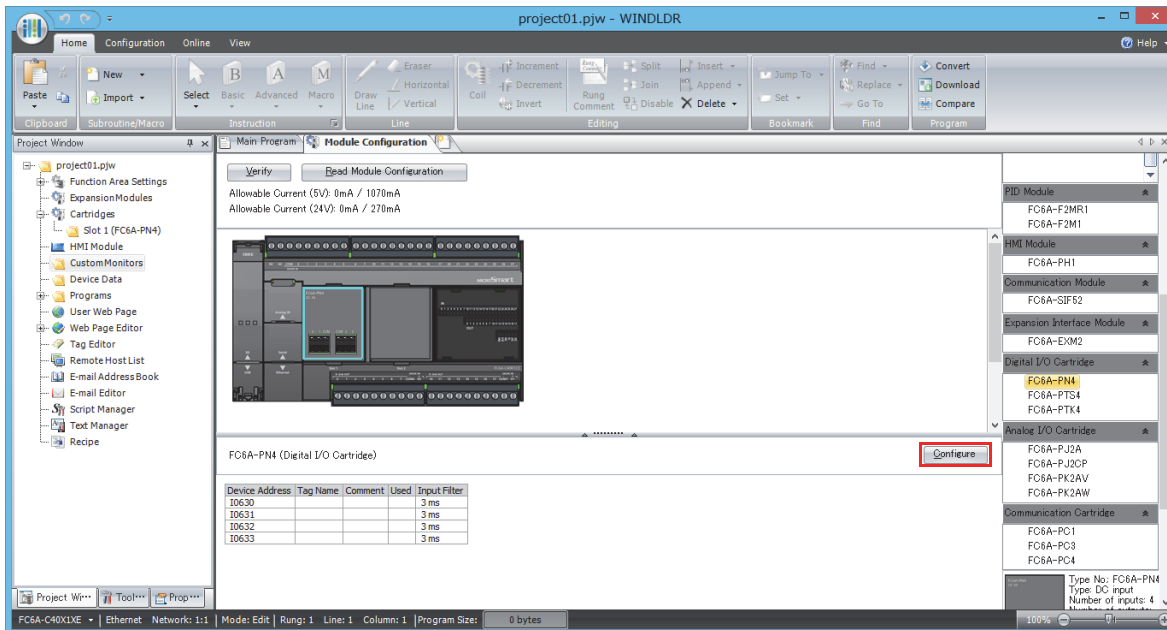 project01.pjw - WINDLDR
Home Configuration Online View Help
Paste
New
Import
Select
Basic
Advanced
Macro
Draw Line
Eraser
Horizontal
Vertical
Coil
Increment
Decrement
Invert
Rung Comment
Split
Join
Disable
Insert
Append
Delete
Jump To
Set
Find
Replace
Go To
Convert
Download
Compare
Clipboard Subroutine/Macro Instruction Line Editing Bookmark Find Program
Project Window
Main Program Module Configuration
project01.pjw
Function Area Settings
Expansion Modules
Cartridges
Slot 1 (FC6A-PN4)
HMI Module
Custom Monitors
Device Data
Programs
User Web Page
Web Page Editor
Tag Editor
Remote Host List
E-mail Address Book
E-mail Editor
Script Manager
Text Manager
Recipe
Project Wi··· Tool··· Prop···
Verify Read Module Configuration
Allowable Current (5V): 0mA / 1070mA
Allowable Current (24V): 0mA / 270mA
FC6A-PN4 (Digital I/O Cartridge)
Configure
Device Address Tag Name Comment Used Input Filter
I0630 3 ms
I0631 3 ms
I0632 3 ms
I0633 3 ms
PID Module
FC6A-F2MR1
FC6A-F2M1
HMI Module
FC6A-PH1
Communication Module
FC6A-SIF52
Expansion Interface Module
FC6A-EXM2
Digital I/O Cartridge
FC6A-PN4
FC6A-PTS4
FC6A-PTK4
Analog I/O Cartridge
FC6A-PJ2A
FC6A-PJ2CP
FC6A-PK2AV
FC6A-PK2AW
Communication Cartridge
FC6A-PC1
FC6A-PC3
FC6A-PC4
Type No: FC6A-PN4
Type: DC input
Number of inputs: 4
FC6A-C40X1XE Ethernet Network: 1:1 Mode: Edit Rung: 1 Line: 1 Column: 1 Program Size: 0 bytes 100%